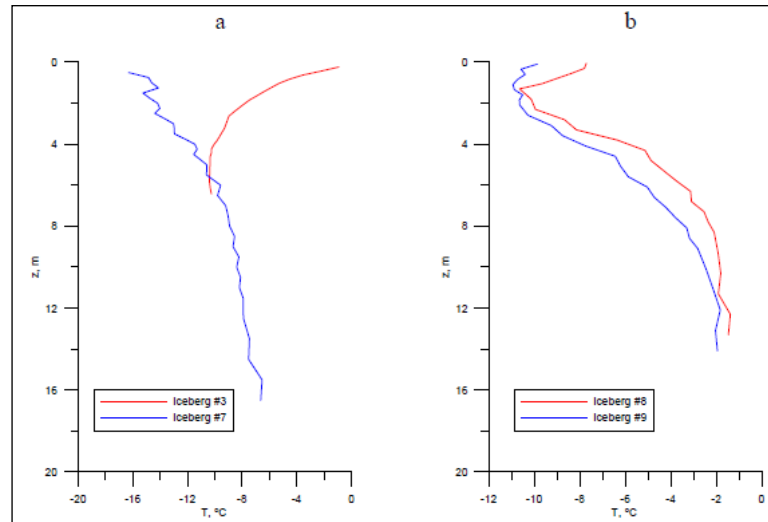 a
b
0
4
8
12
16
20
z, m
Iceberg #3
Iceberg #7
-20 -16 -12 -8 -4 0
T, ºC
0
4
8
12
16
20
z, m
Iceberg #8
Iceberg #9
-12 -10 -8 -6 -4 -2 0
T, ºC